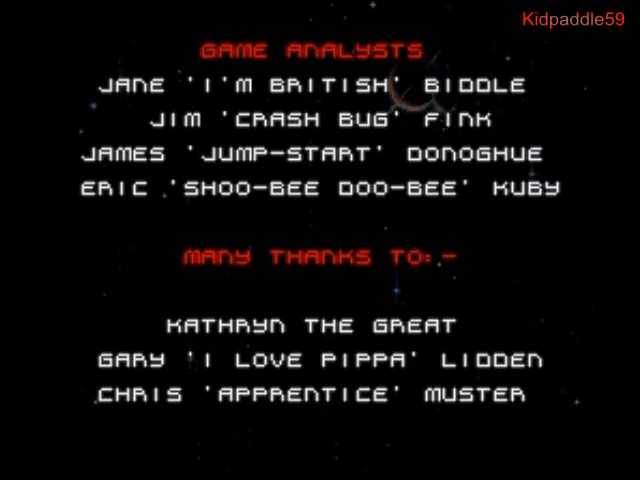 Kidpaddle59
GAME ANALYSTS
JANE 'I'M BRITISH' BIDDLE
JIM 'CRASH BUG' FINK
JAMES 'JUMP-START' DONOGHUE
ERIC 'SHOO-BEE DOO-BEE' KUBY
MANY THANKS TO:-
KATHRYN THE GREAT
GARY 'I LOVE PIPPA' LIDDEN
CHRIS 'APPRENTICE' MUSTER